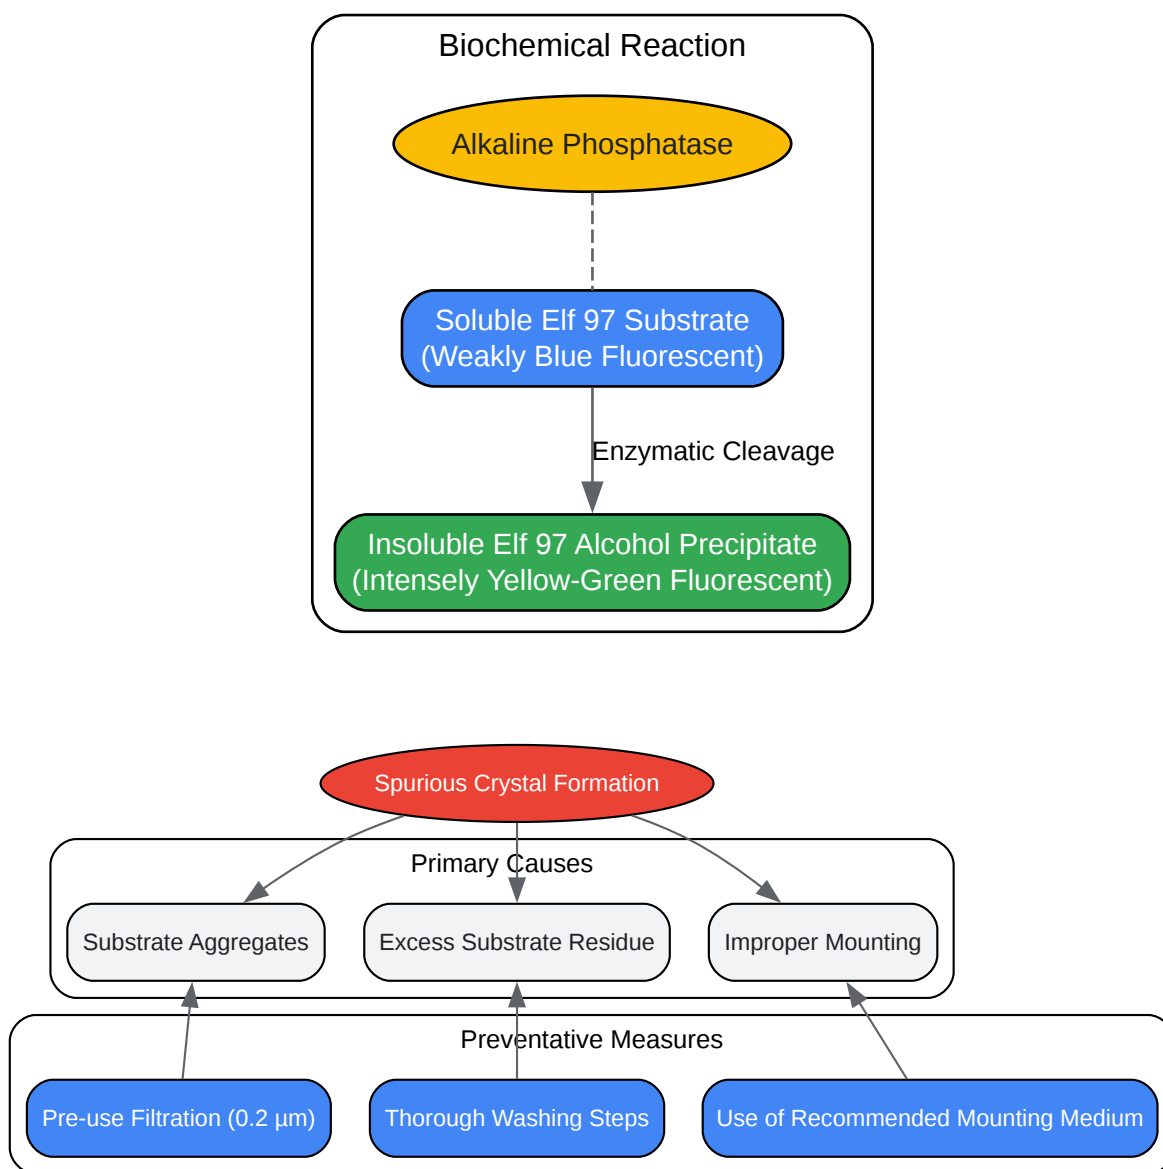 Biochemical Reaction
Alkaline Phosphatase
Soluble Elf 97 Substrate
(Weakly Blue Fluorescent)
Enzymatic Cleavage
Insoluble Elf 97 Alcohol Precipitate
(Intensely Yellow-Green Fluorescent)
Spurious Crystal Formation
Primary Causes
Substrate Aggregates
Excess Substrate Residue
Improper Mounting
Preventative Measures
Pre-use Filtration (0.2 µm)
Thorough Washing Steps
Use of Recommended Mounting Medium